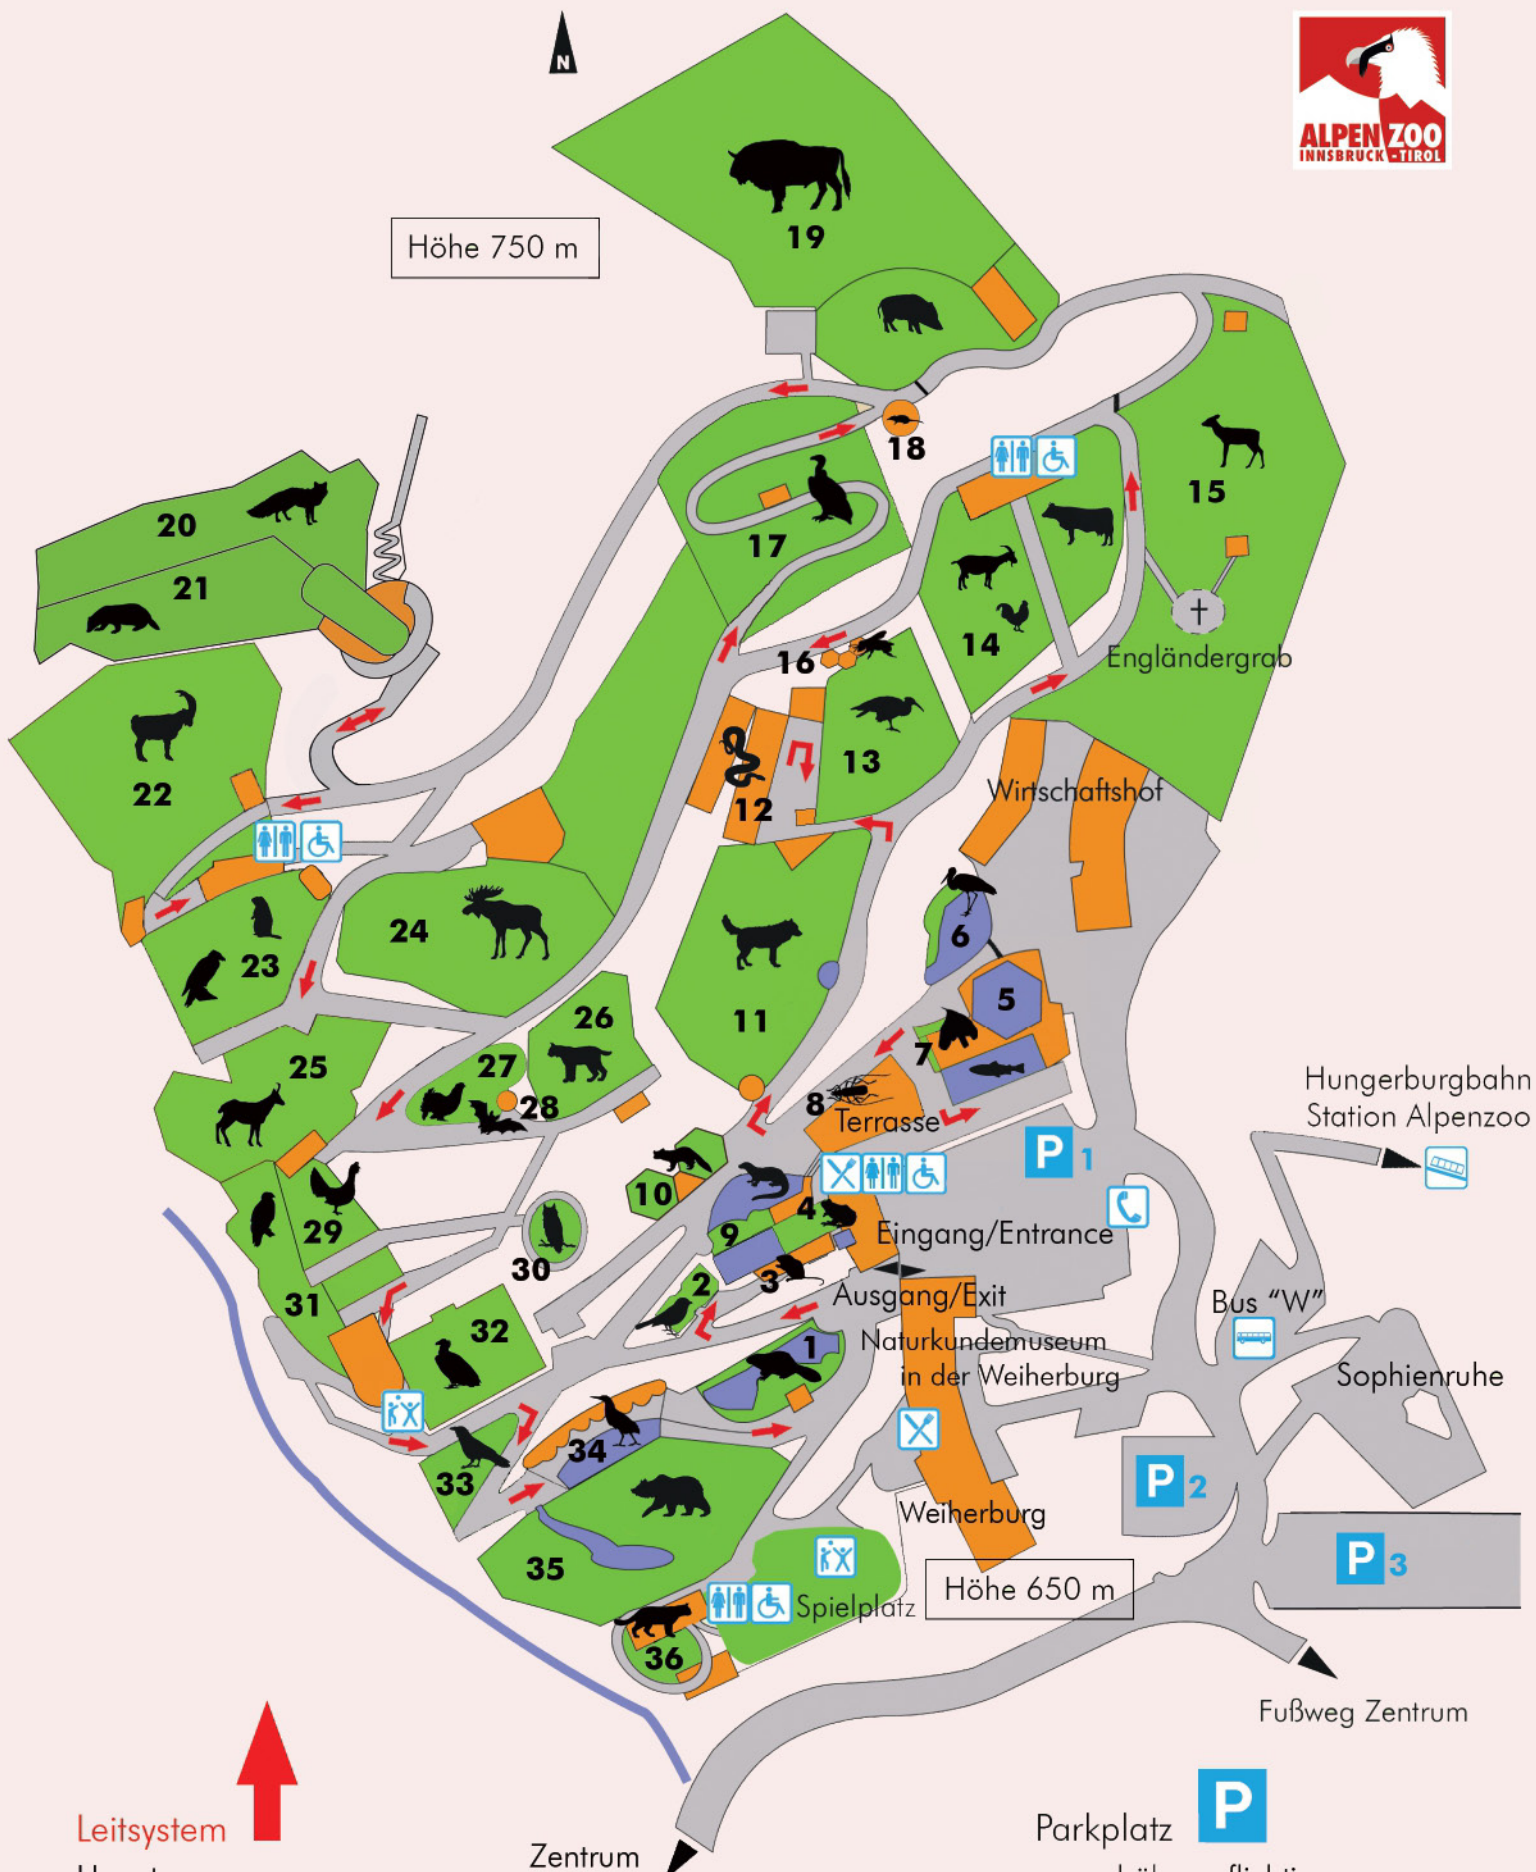 N
ALPEN ZOO
INNSBRUCK - TIROL
19
Höhe 750 m
18
15
20
17
21
14
16
Engländergrab
13
22
12
Wirtschaftshof
24
6
23
5
11
26
7
25
27
28
8
Terrasse
Hungerburgbahn
Station Alpenzoo
P 1
10
4
29
9
Eingang/Entrance
30
3
2
31
Ausgang/Exit
Bus “W”
32
1
Naturkundemuseum
in der Weiherburg
Sophienruhe
34
33
P 2
Weiherburg
35
P 3
Höhe 650 m
Spielplatz
36
Fußweg Zentrum
Leitsystem
Parkplatz P
Zentrum